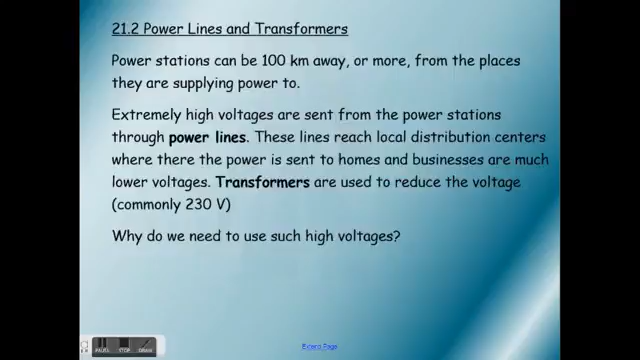 21.2 Power Lines and Transformers
Power stations can be 100 km away, or more, from the places
they are supplying power to.
Extremely high voltages are sent from the power stations
through power lines. These lines reach local distribution centers
where there the power is sent to homes and businesses are much
lower voltages. Transformers are used to reduce the voltage
(commonly 230 V)
Why do we need to use such high voltages?
PAUS. STOP DRAW
Extend Page